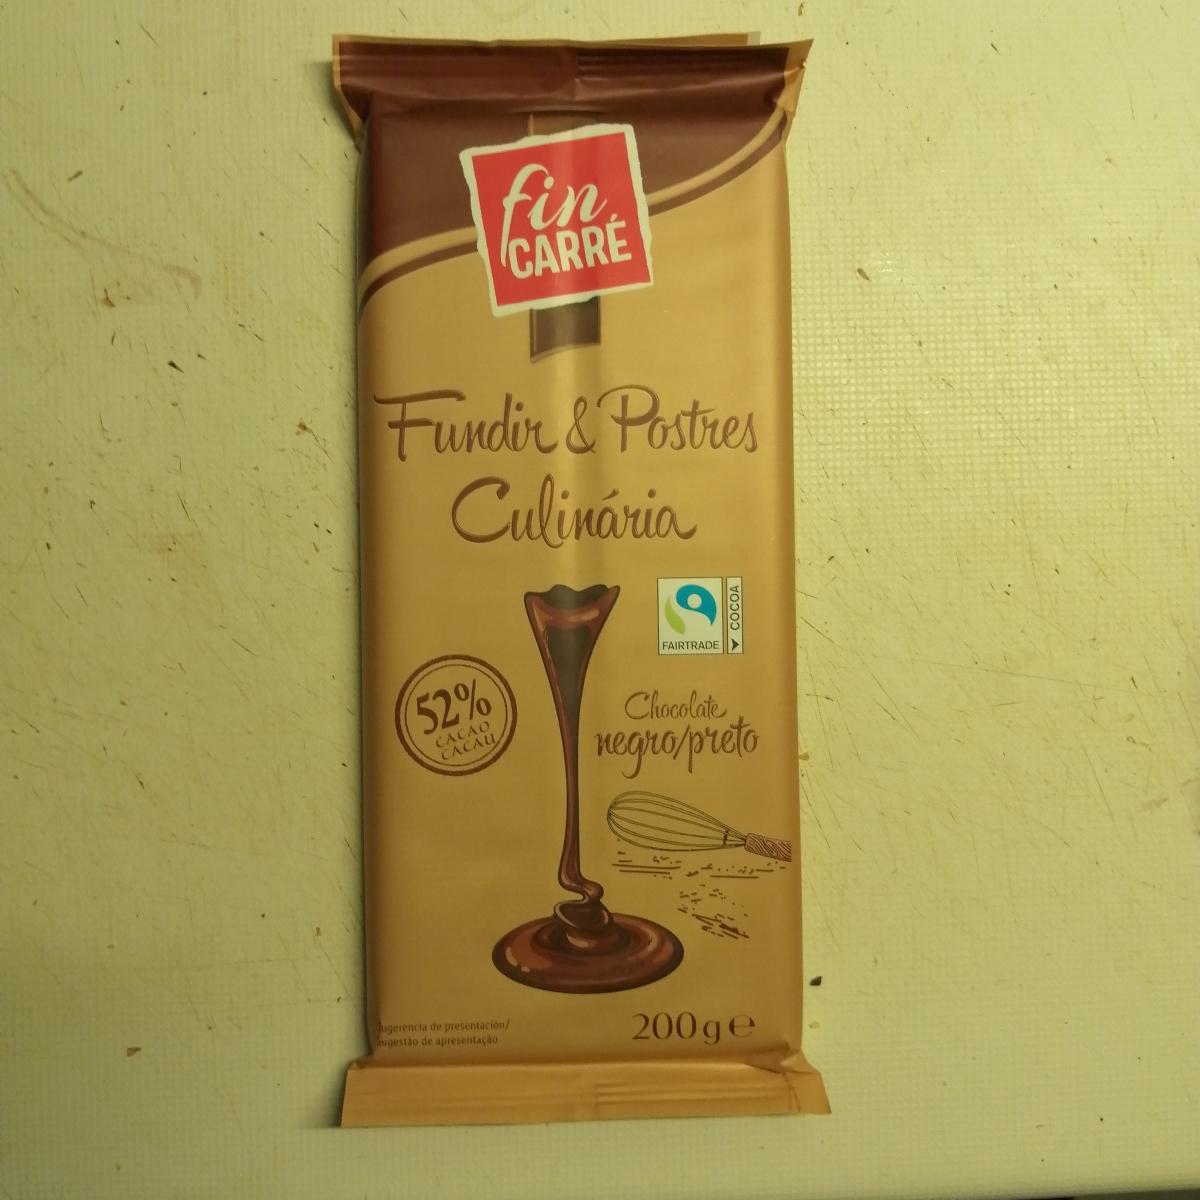 fin
CARRÉ
Fundir & Postres
Culinária
FAIRTRADE
COCOA
52%
CACAO
CACAU
Chocolate
negro/preto
200g℮
ugerencia de presentación/
ugestão de apresentação